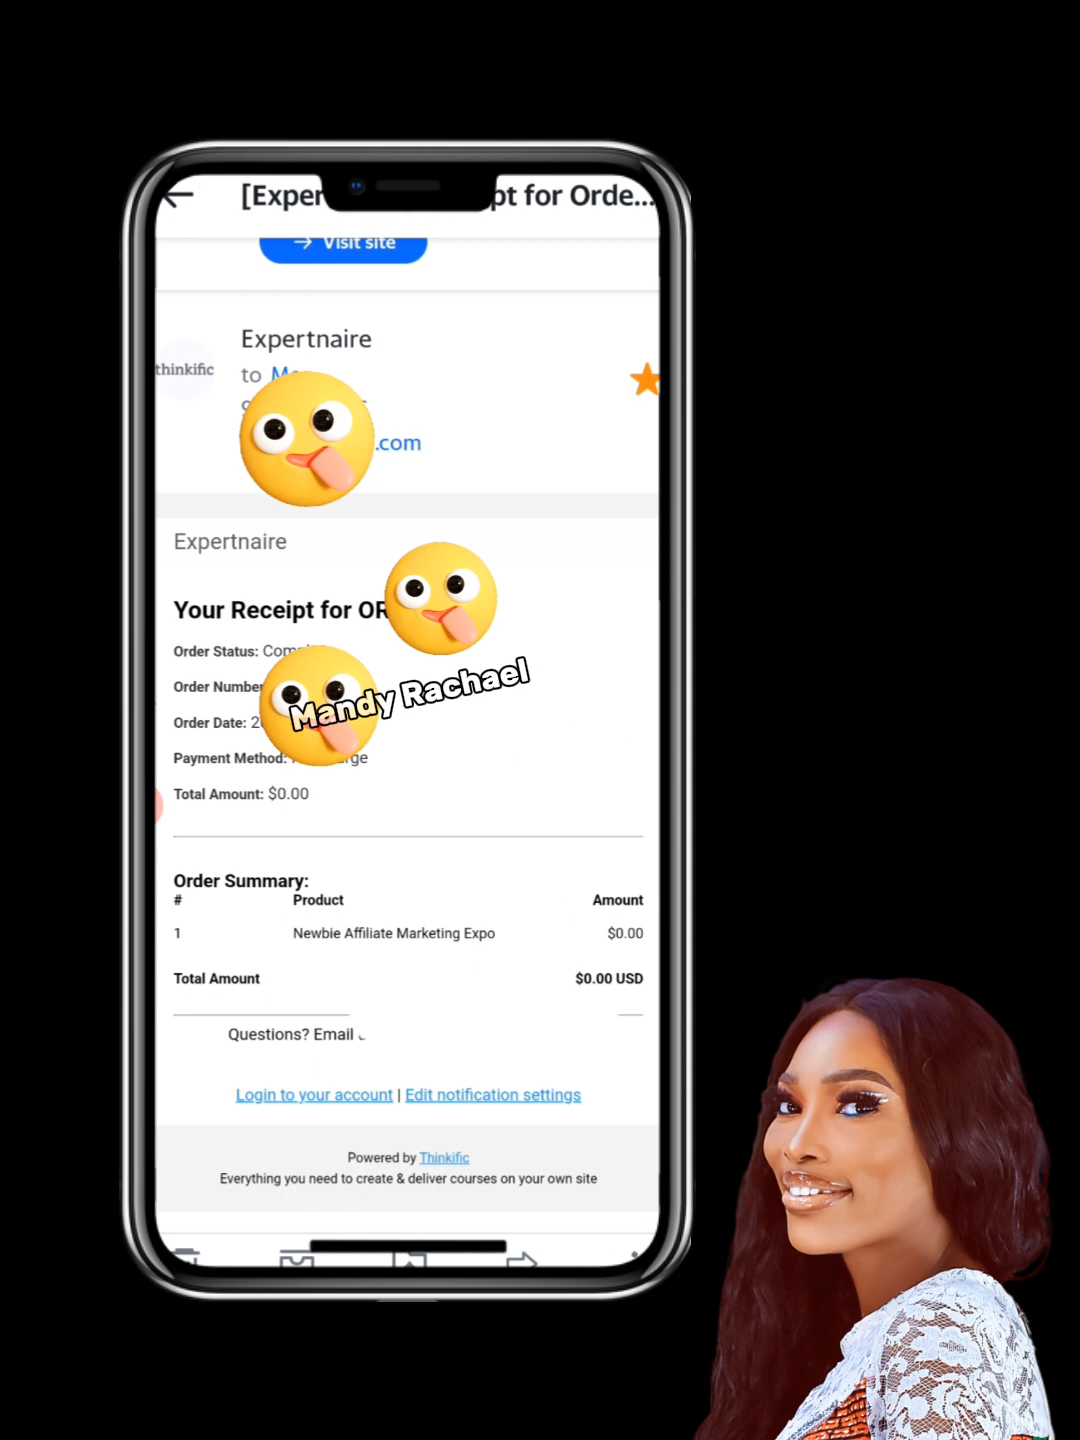 [Exper pt for Orde...
→ Visit site
Expertnaire
thinkific
to
.com
Expertnaire
Your Receipt for OR
Order Status: Com
Order Number
Order Date: 2
Mandy Rachael
Payment Method:
Total Amount: $0.00
Order Summary:
# Product Amount
1 Newbie Affiliate Marketing Expo $0.00
Total Amount $0.00 USD
Questions? Email
Login to your account | Edit notification settings
Powered by Thinkific
Everything you need to create & deliver courses on your own site